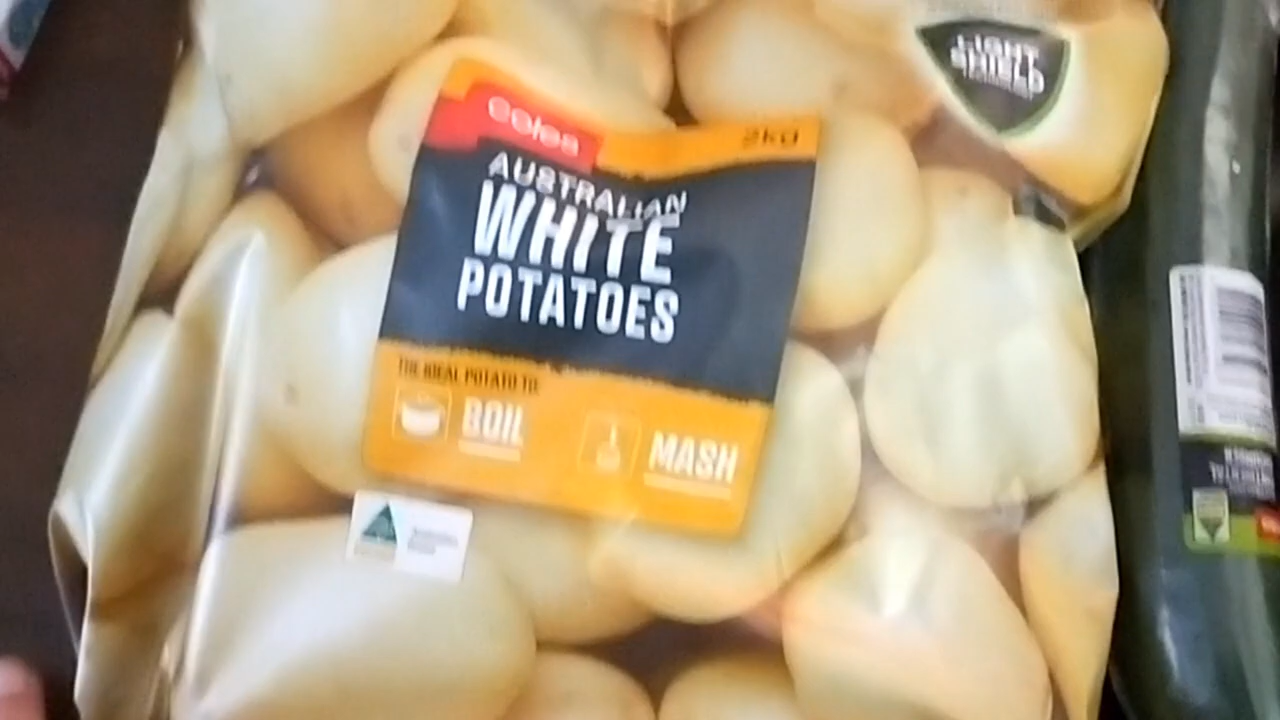 LIGHT
SHIELD
coles
2KG
AUSTRALIAN
WHITE
POTATOES
THE IDEAL POTATO TO:
BOIL
MASH